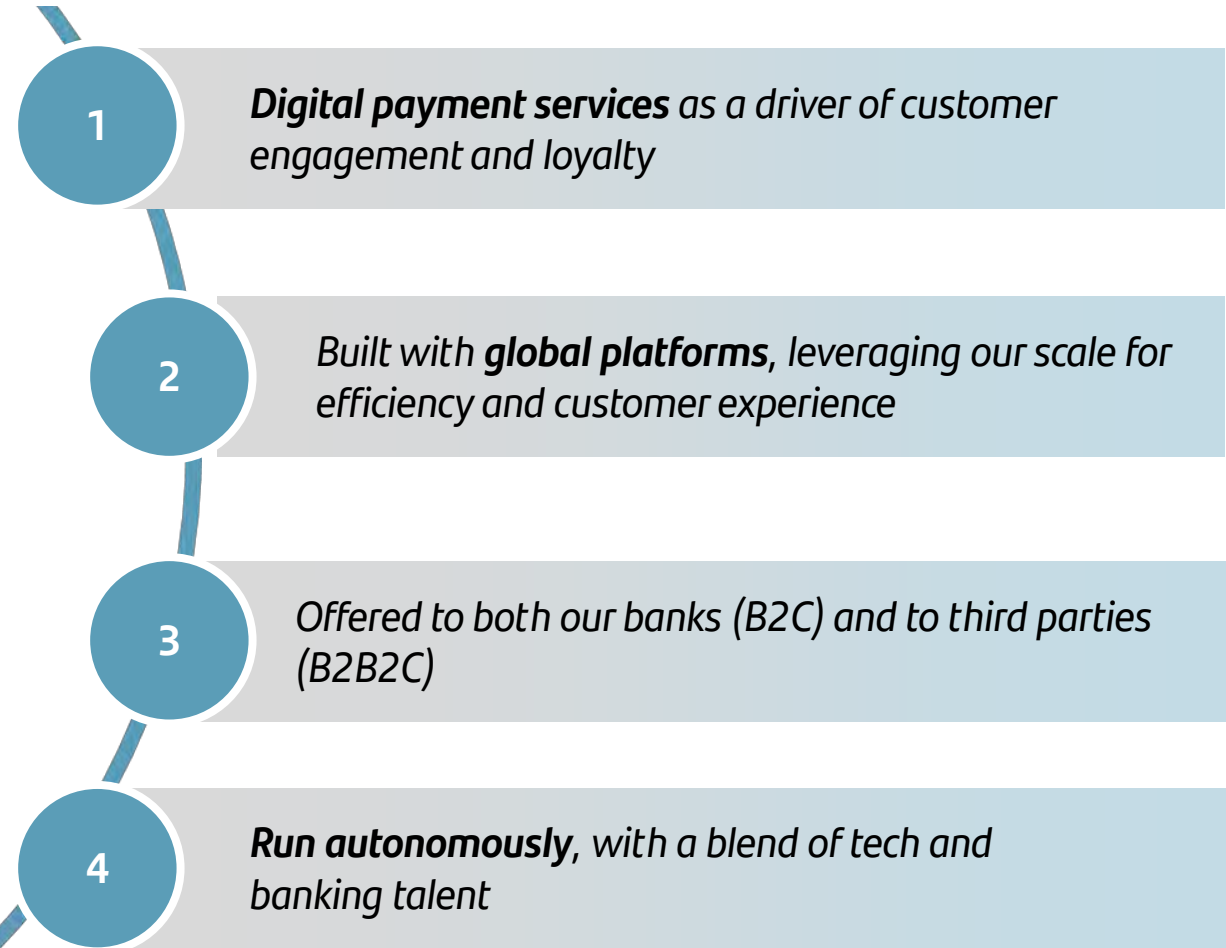 1
Digital payment services as a driver of customer
engagement and loyalty
2
Built with global platforms, leveraging our scale for
efficiency and customer experience
3
Offered to both our banks (B2C) and to third parties
(B2B2C)
4
Run autonomously, with a blend of tech and
banking talent